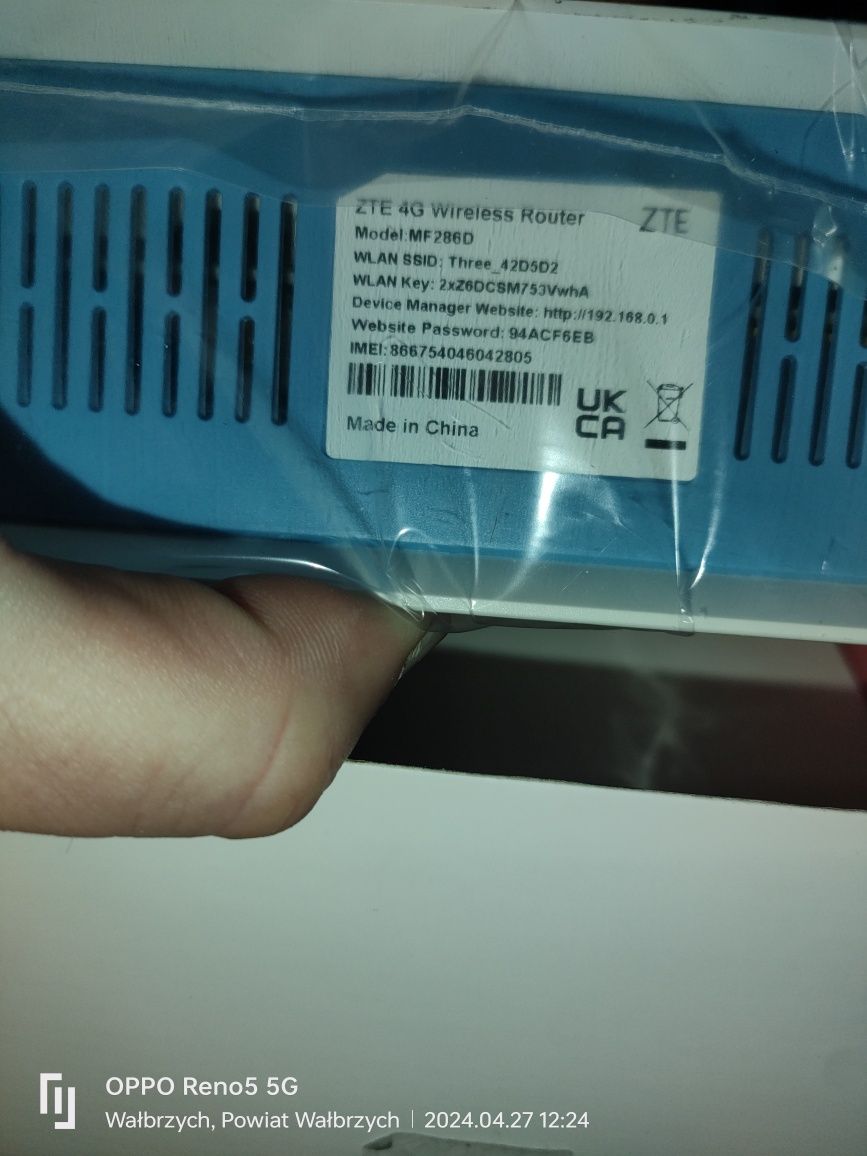 ZTE 4G Wireless Router
ZTE
Model:MF286D
WLAN SSID: Three_42D5D2
WLAN Key: 2xZ6DCSM753VwhA
Device Manager Website: http://192.168.0.1
Website Password: 94ACF6EB
IMEI:866754046042805
UK
CA
Made in China
OPPO Reno5 5G
Wałbrzych, Powiat Wałbrzych | 2024.04.27 12:24